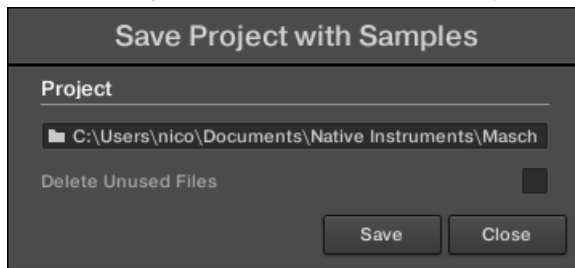 Save Project with Samples
Project
C:\Users\nico\Documents\Native Instruments\Masch
Delete Unused Files
Save Close